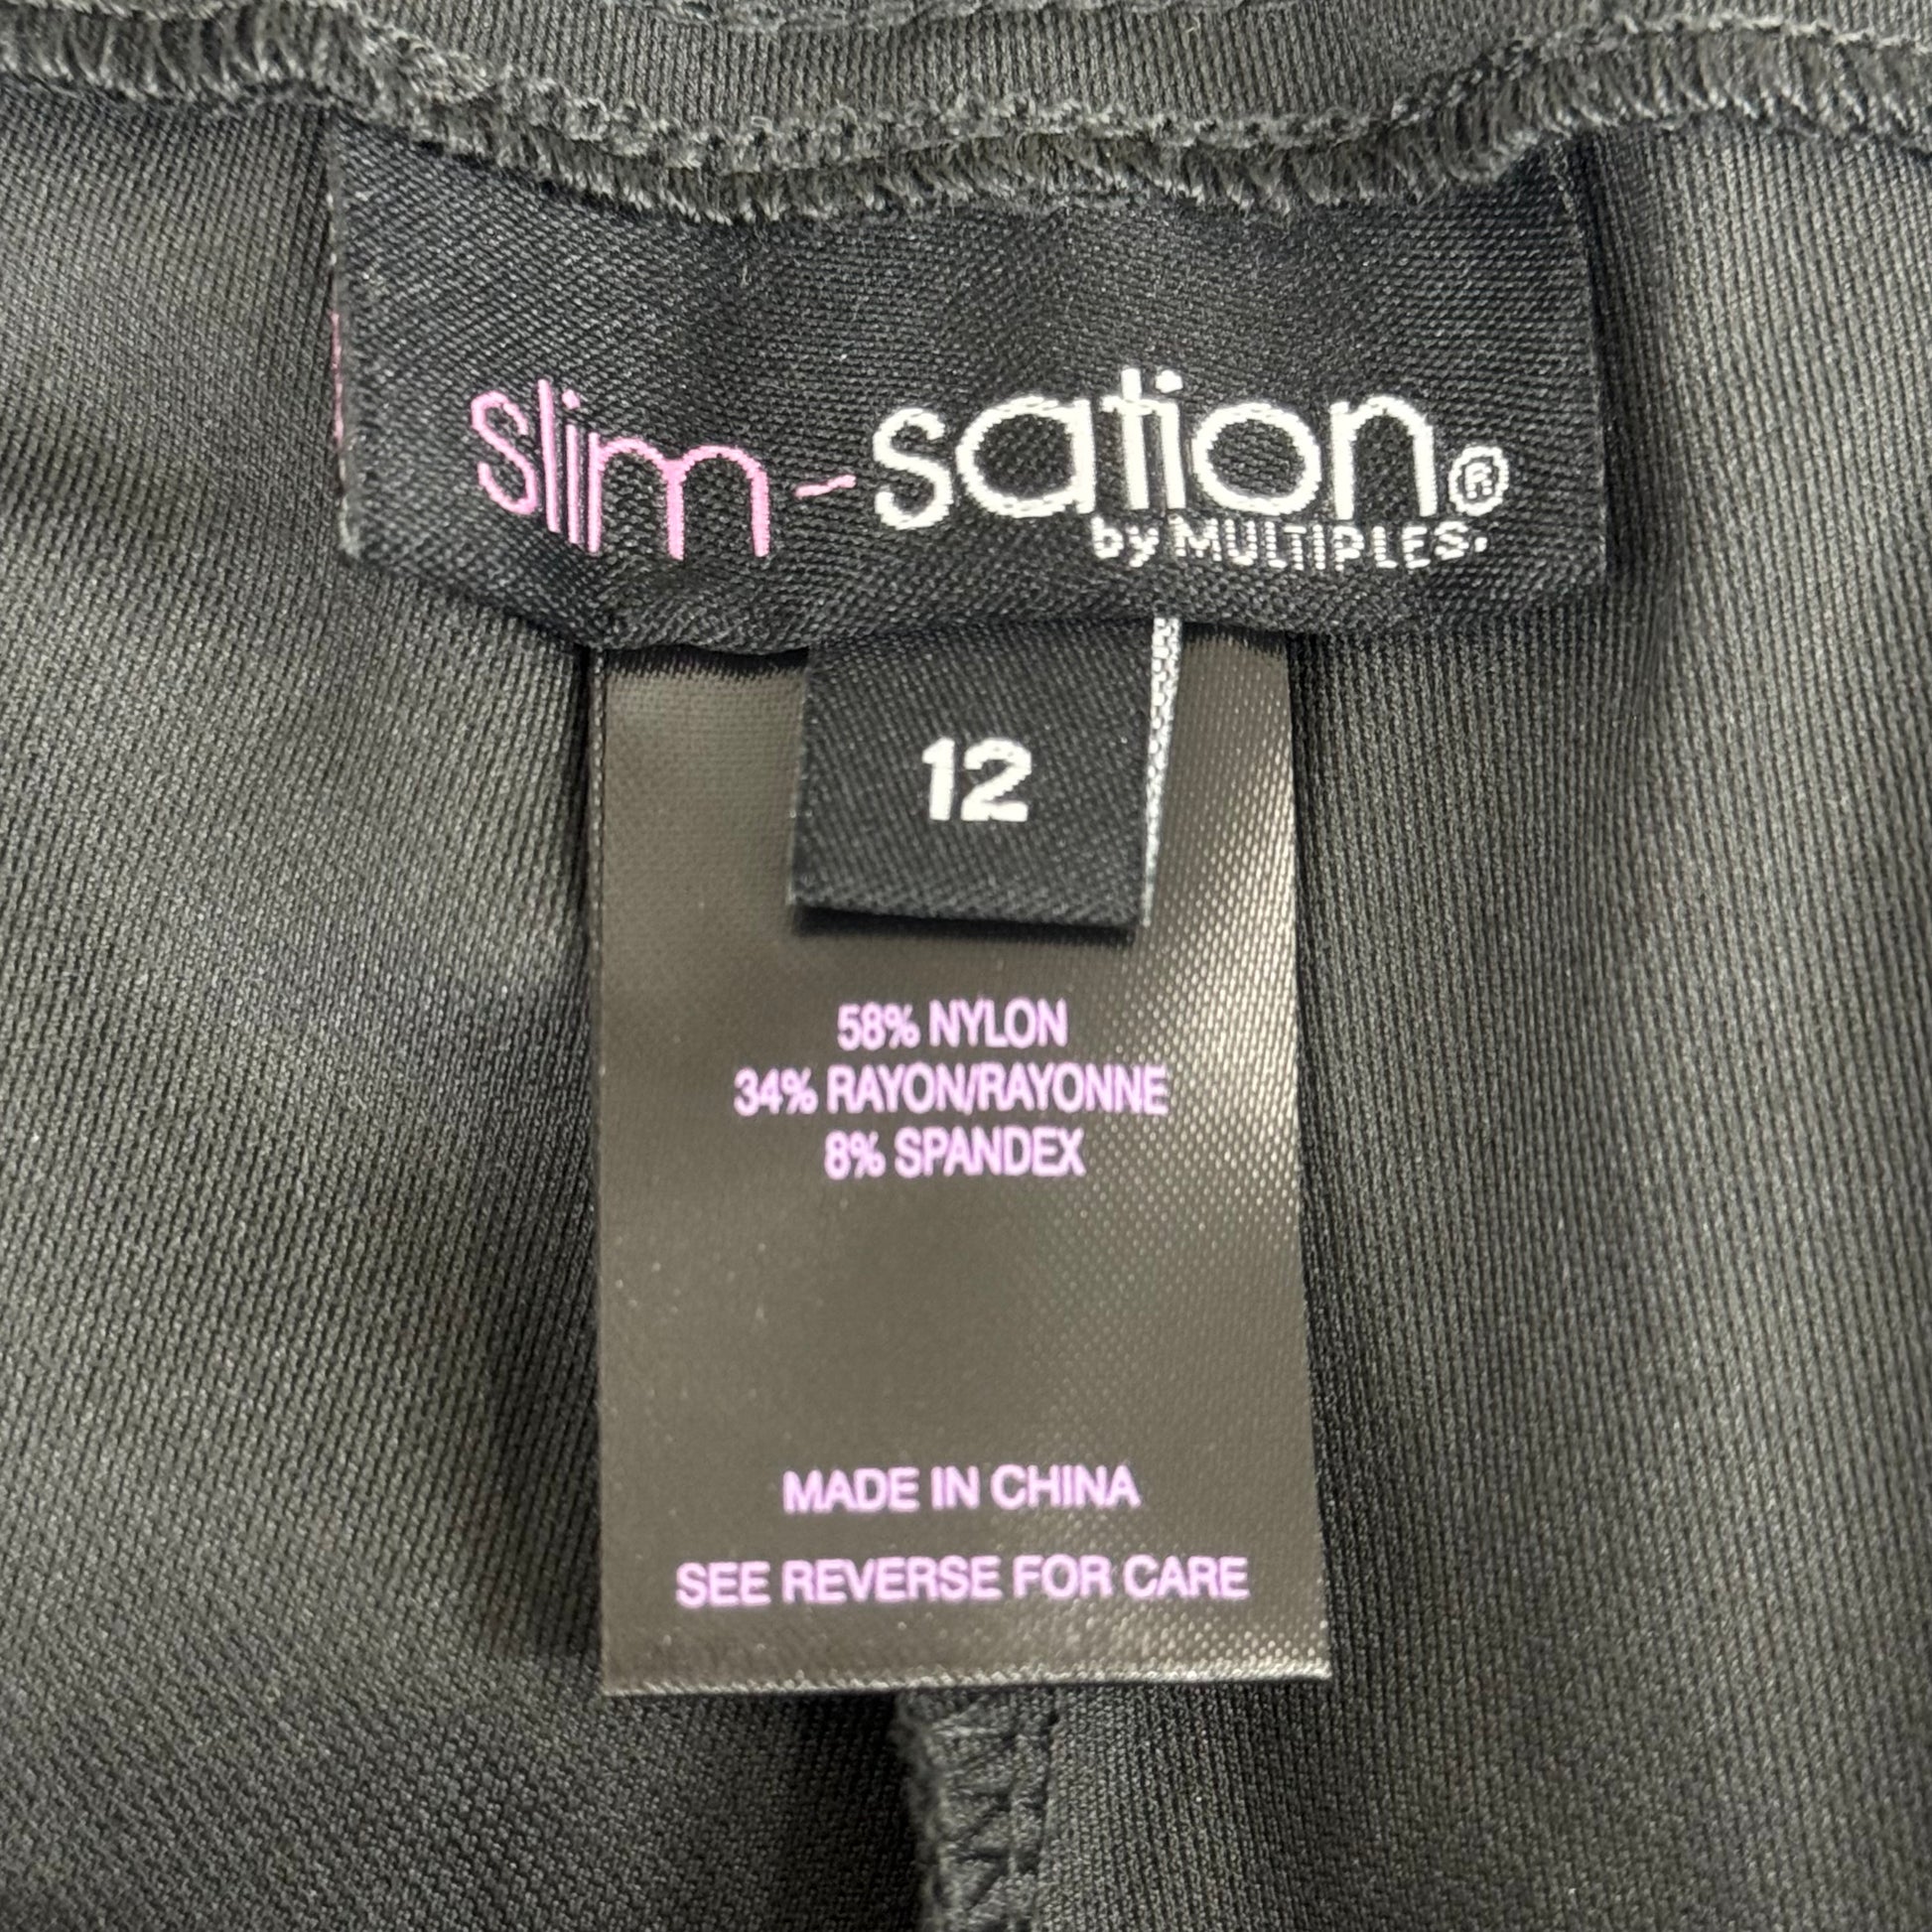 slim-sation®
by MULTIPLES.
12
58% NYLON
34% RAYON/RAYONNE
8% SPANDEX
MADE IN CHINA
SEE REVERSE FOR CARE